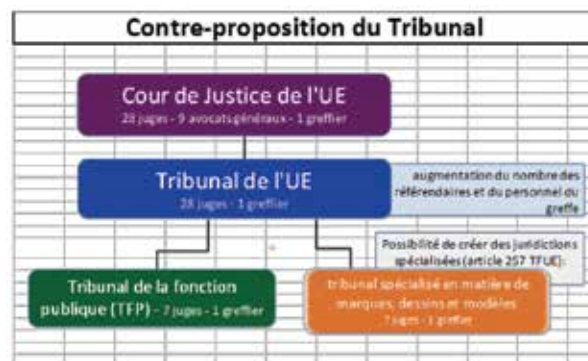 Contre-proposition du Tribunal
Cour de Justice de l'UE
28 juges - 9 avocats généraux - 1 greffier
Tribunal de l'UE
28 juges - 1 greffier
augmentation du nombre des
référendaires et du personnel du
greffe
Possibilité de créer des juridictions
spécialisées (article 257 TFUE):
Tribunal de la fonction
publique (TFP) - 7 juges - 1 greffier
tribunal spécialisé en matière de
marques, dessins et modèles
juges - 1 greffier